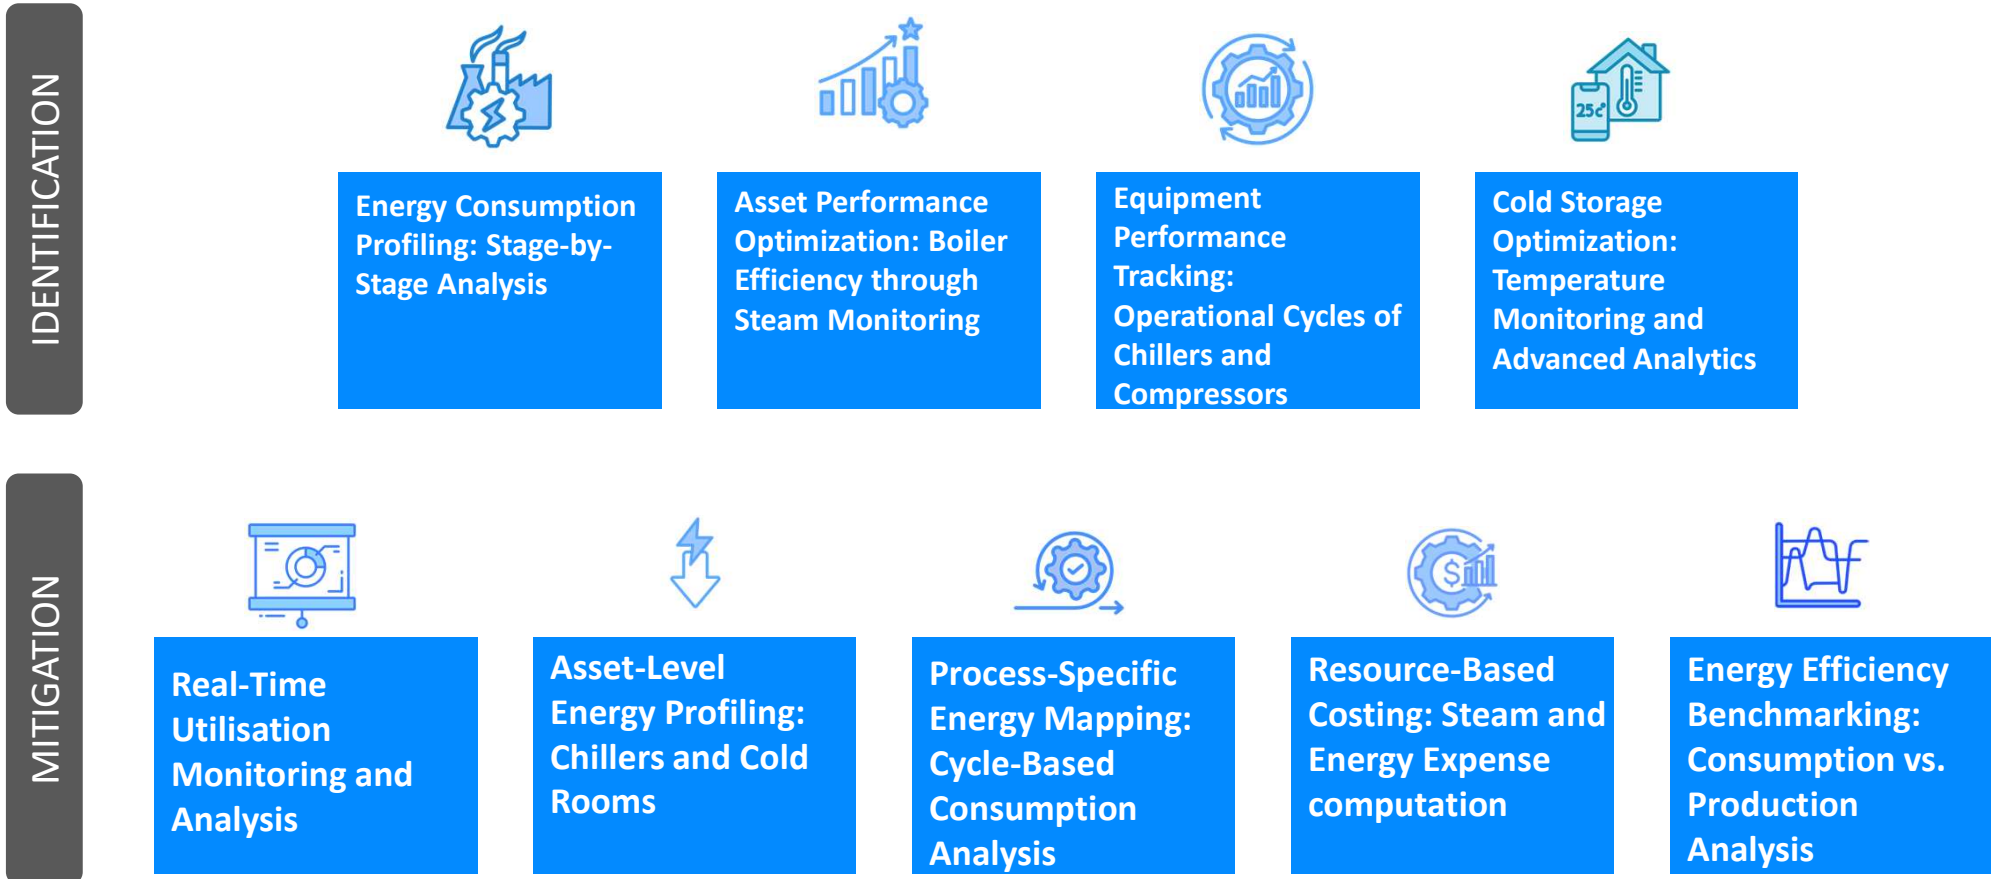 IDENTIFICATION
25c°
Energy Consumption
Profiling: Stage-by-
Stage Analysis
Asset Performance
Optimization: Boiler
Efficiency through
Steam Monitoring
Equipment
Performance
Tracking:
Operational Cycles of
Chillers and
Compressors
Cold Storage
Optimization:
Temperature
Monitoring and
Advanced Analytics
MITIGATION
$
Real-Time
Utilisation
Monitoring and
Analysis
Asset-Level
Energy Profiling:
Chillers and Cold
Rooms
Process-Specific
Energy Mapping:
Cycle-Based
Consumption
Analysis
Resource-Based
Costing: Steam and
Energy Expense
computation
Energy Efficiency
Benchmarking:
Consumption vs.
Production
Analysis